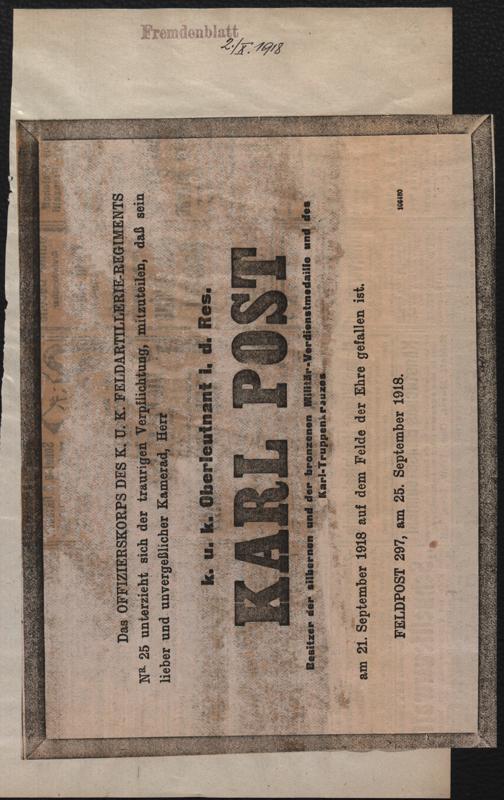 Fremdenblatt
2./X. 1918
Das OFFIZIERSKORPS DES K. U. K. FELDARTILLERIE-REGIMENTS
Nr. 25 unterzieht sich der traurigen Verpflichtung, mitzuteilen, daß sein
lieber und unvergeßlicher Kamerad, Herr
k. u. k. Oberleutnant i. d. Res.
KARL POST
Besitzer der silbernen und der bronzenen Militär-Verdienstmedaille und des
Karl-Truppenkreuzes
am 21. September 1918 auf dem Felde der Ehre gefallen ist.
FELDPOST 297, am 25. September 1918.